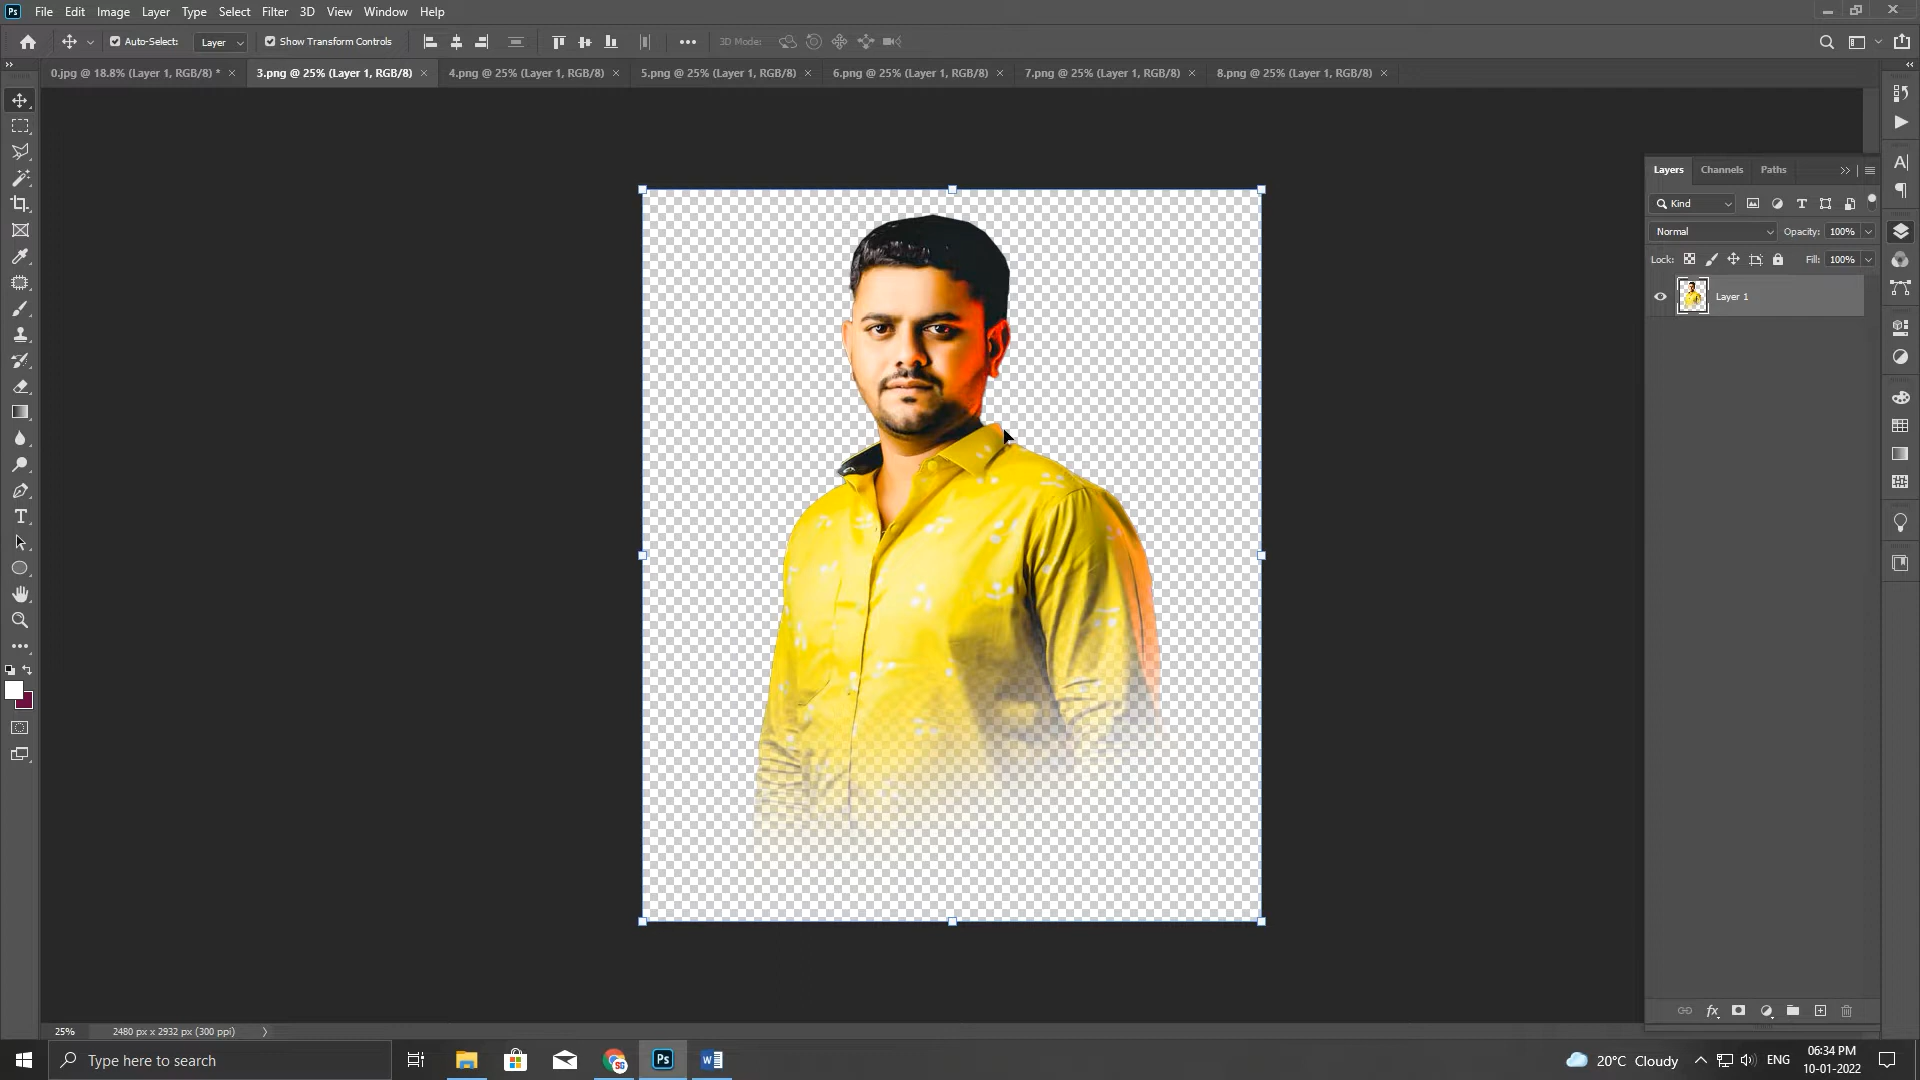 Ps File Edit Image Layer Type Select Filter 3D View Window Help
Auto-Select: Layer Show Transform Controls 3D Mode:
0.jpg @ 18.8% (Layer 1, RGB/8) * × 3.png @ 25% (Layer 1, RGB/8) × 4.png @ 25% (Layer 1, RGB/8) × 5.png @ 25% (Layer 1, RGB/8) × 6.png @ 25% (Layer 1, RGB/8) × 7.png @ 25% (Layer 1, RGB/8) × 8.png @ 25% (Layer 1, RGB/8) ×
Layers Channels Paths
Kind
Normal Opacity: 100%
Lock: Fill: 100%
Layer 1
25% 2480 px x 2932 px (300 ppi)
Type here to search
Ps
20°C Cloudy ENG
06:34 PM
10-01-2022